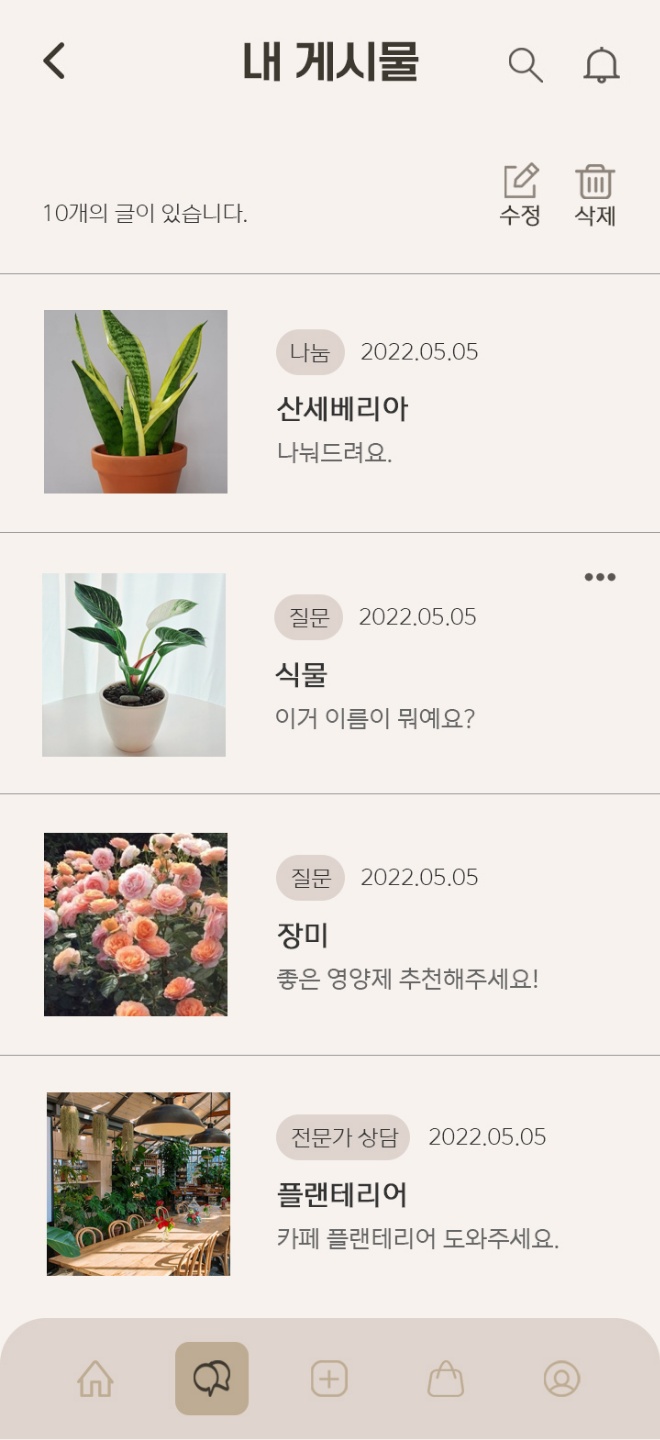 내 게시물
10개의 글이 있습니다.
수정 삭제
나눔 2022.05.05
산세베리아
나눠드려요.
질문 2022.05.05
식물
이거 이름이 뭐예요?
질문 2022.05.05
장미
좋은 영양제 추천해주세요!
전문가 상담 2022.05.05
플랜테리어
카페 플랜테리어 도와주세요.